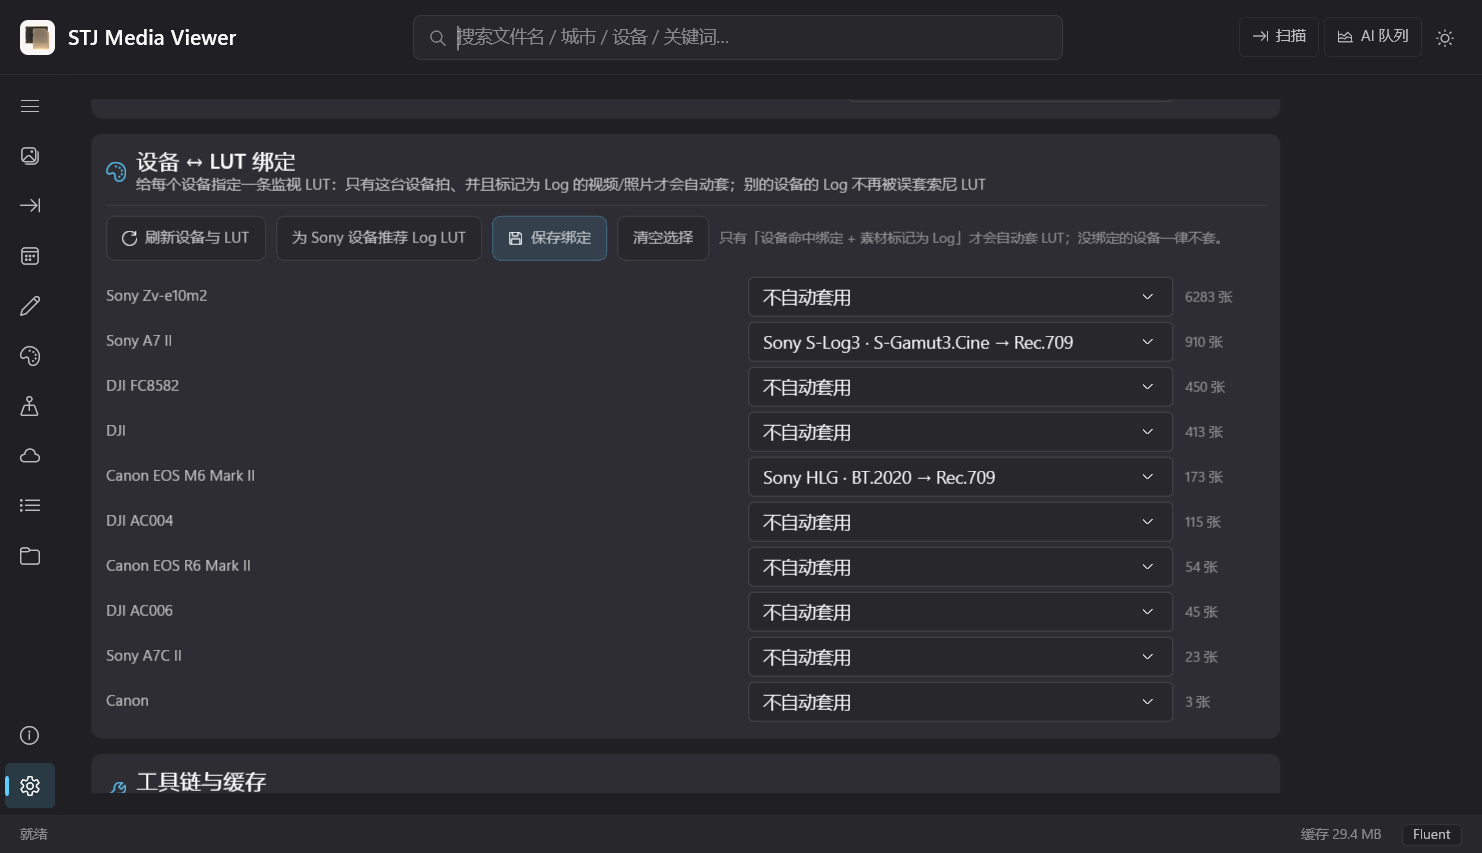 STJ Media Viewer
搜索文件名 / 城市 / 设备 / 关键词...
扫描
AI 队列
设备 ↔ LUT 绑定
给每个设备指定一条监视 LUT：只有这台设备拍、并且标记为 Log 的视频/照片才会自动套；别的设备的 Log 不再被误套索尼 LUT
刷新设备与 LUT
为 Sony 设备推荐 Log LUT
保存绑定
清空选择
只有「设备命中绑定 + 素材标记为 Log」才会自动套 LUT；没绑定的设备一律不套。
Sony Zv-e10m2 不自动套用 6283 张
Sony A7 II Sony S-Log3 · S-Gamut3.Cine → Rec.709 910 张
DJI FC8582 不自动套用 450 张
DJI 不自动套用 413 张
Canon EOS M6 Mark II Sony HLG · BT.2020 → Rec.709 173 张
DJI AC004 不自动套用 115 张
Canon EOS R6 Mark II 不自动套用 54 张
DJI AC006 不自动套用 45 张
Sony A7C II 不自动套用 23 张
Canon 不自动套用 3 张
工具链与缓存
就绪
缓存 29.4 MB
Fluent